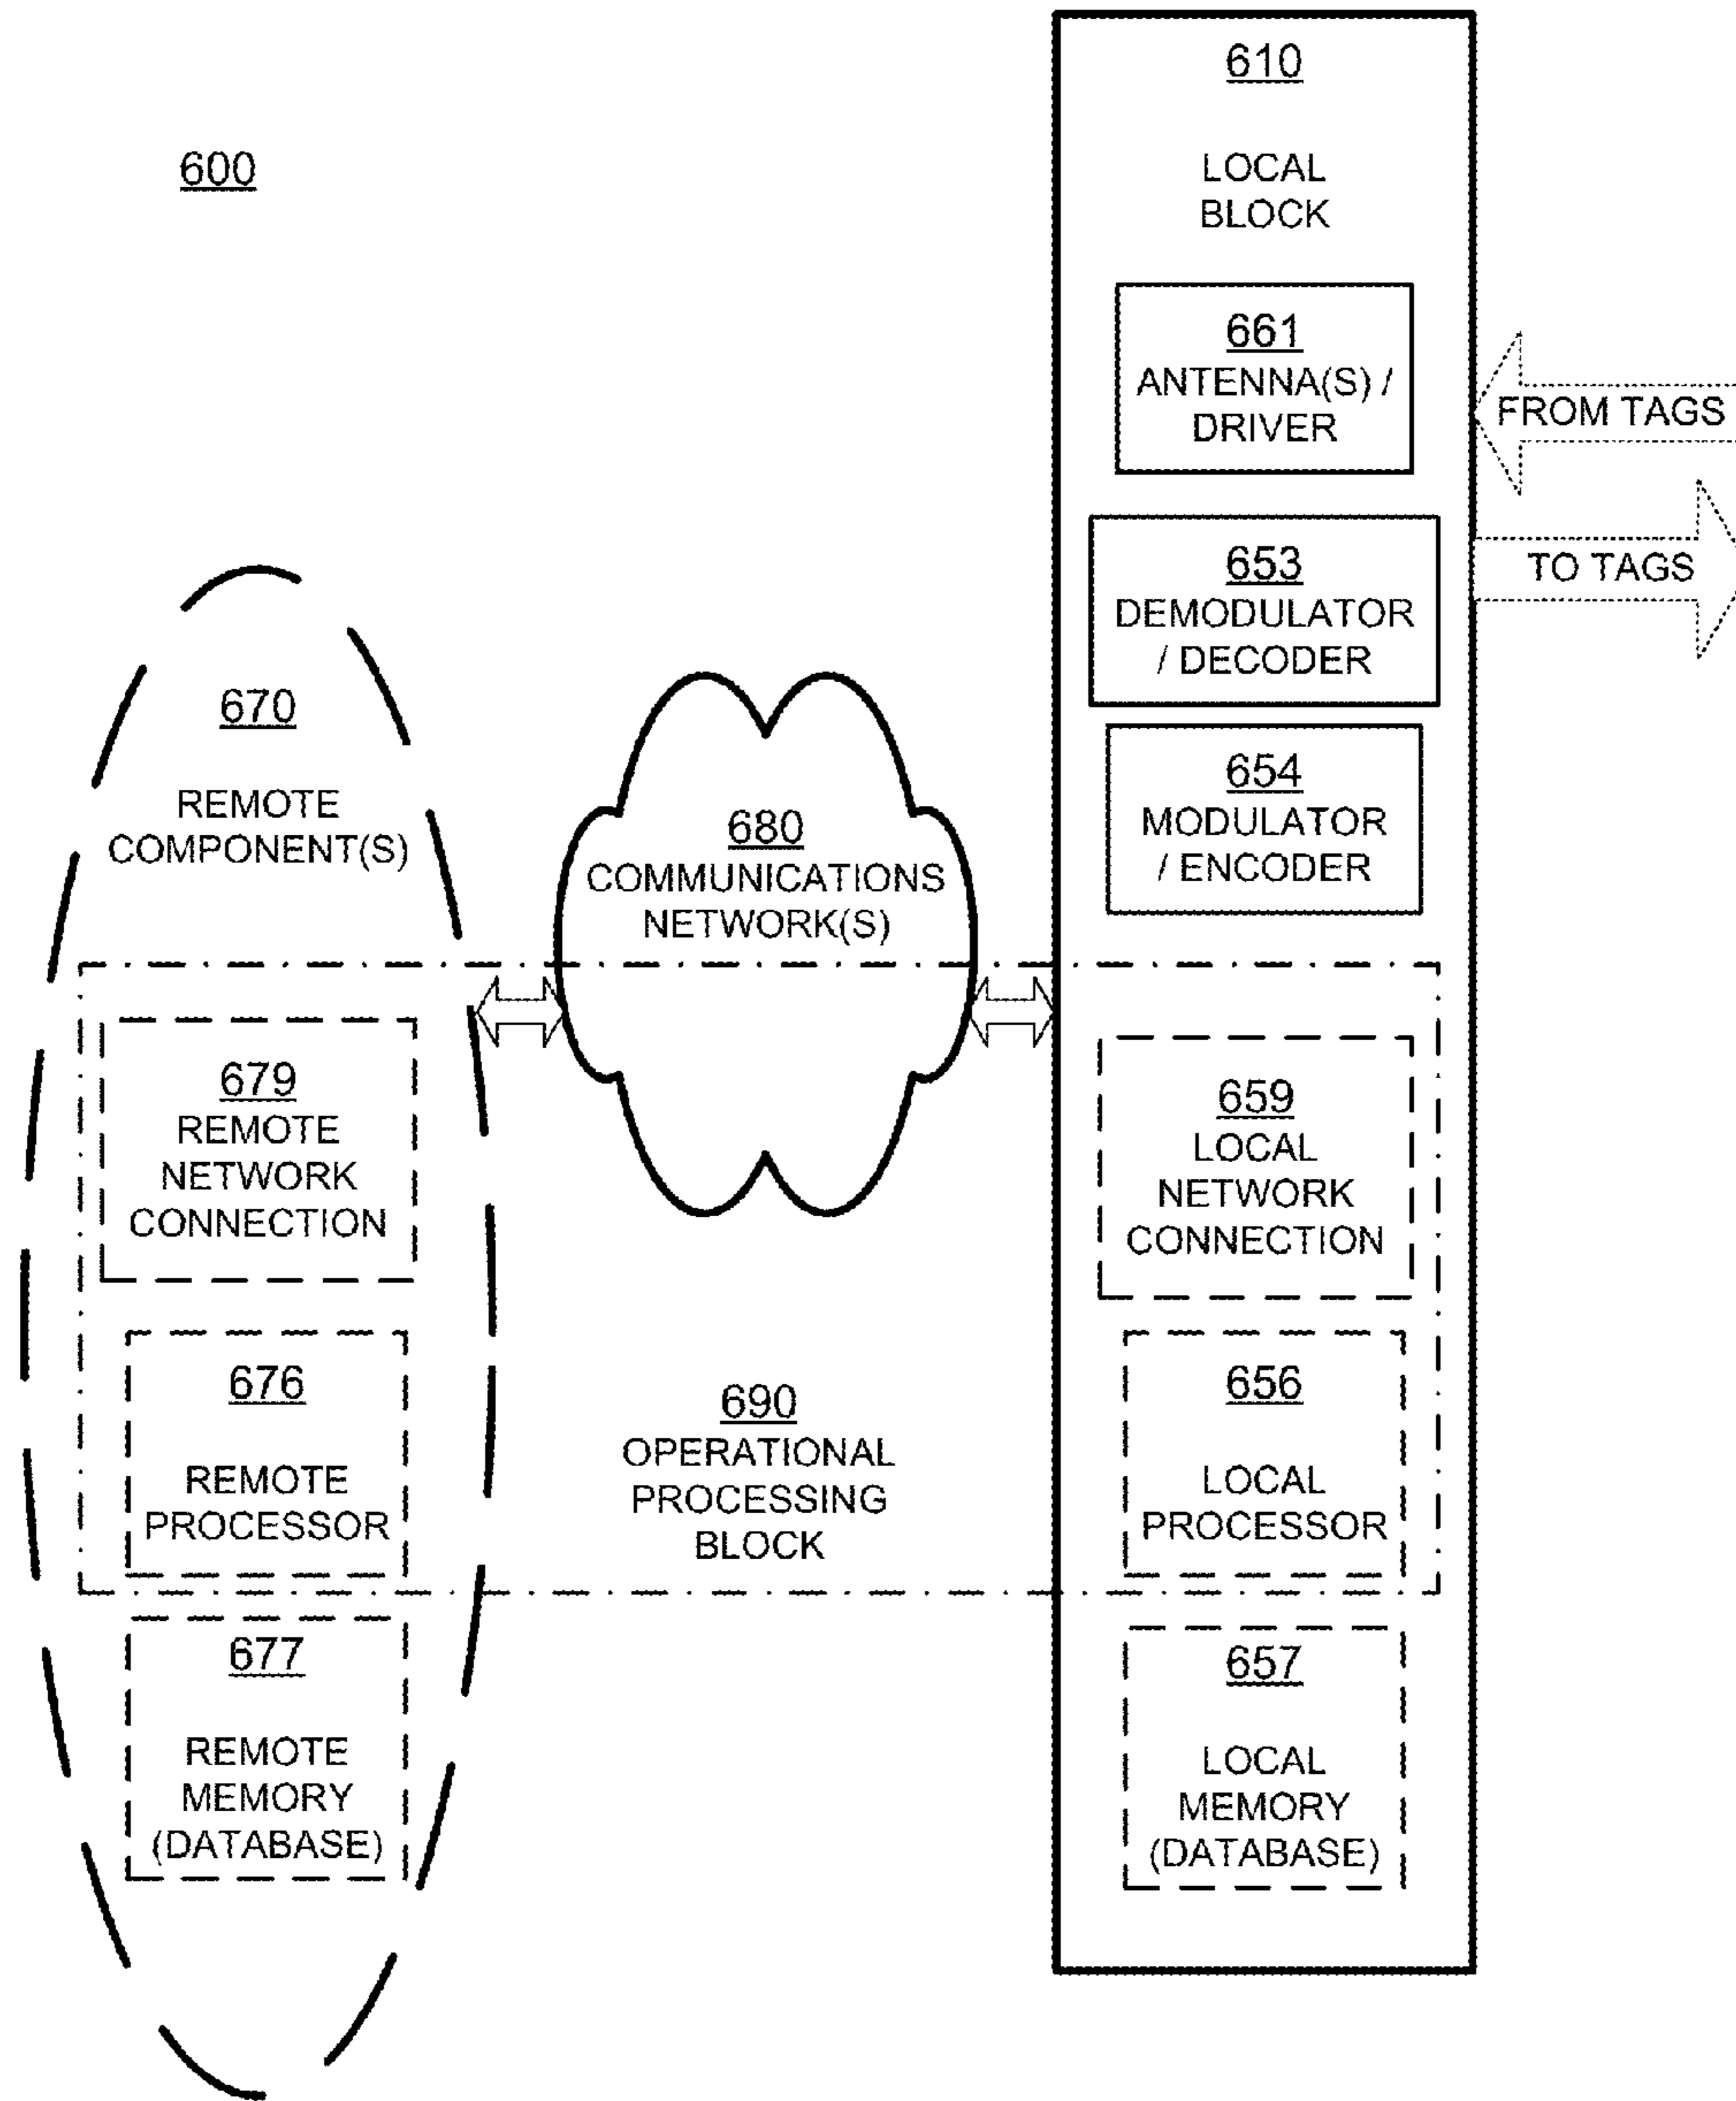 600
610
LOCAL
BLOCK
661
ANTENNA(S) /
DRIVER
FROM TAGS
653
DEMODULATOR
/ DECODER
TO TAGS
654
MODULATOR
/ ENCODER
670
REMOTE
COMPONENT(S)
680
COMMUNICATIONS
NETWORK(S)
679
REMOTE
NETWORK
CONNECTION
659
LOCAL
NETWORK
CONNECTION
676
REMOTE
PROCESSOR
690
OPERATIONAL
PROCESSING
BLOCK
656
LOCAL
PROCESSOR
677
REMOTE
MEMORY
(DATABASE)
657
LOCAL
MEMORY
(DATABASE)